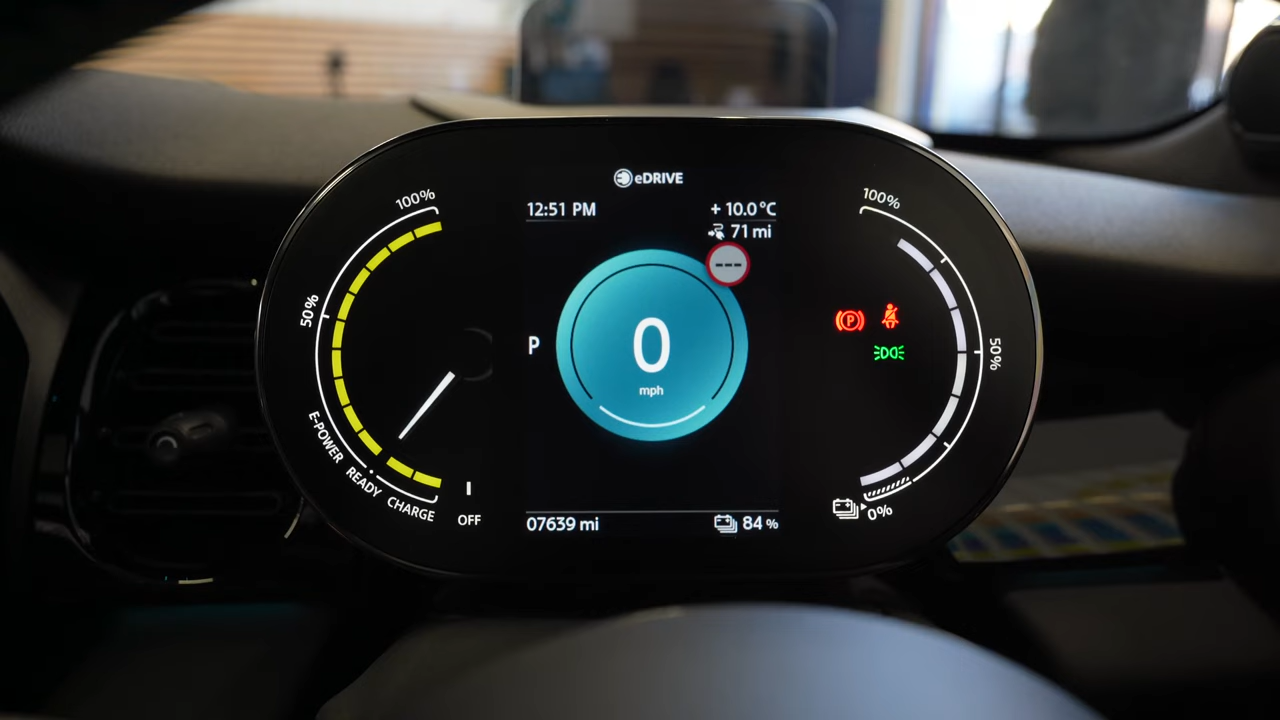 eDRIVE
12:51 PM
+ 10.0 °C
71 mi
---
100%
50%
E-POWER
READY
CHARGE
OFF
P
0
mph
P
100%
50%
0%
07639 mi
84 %